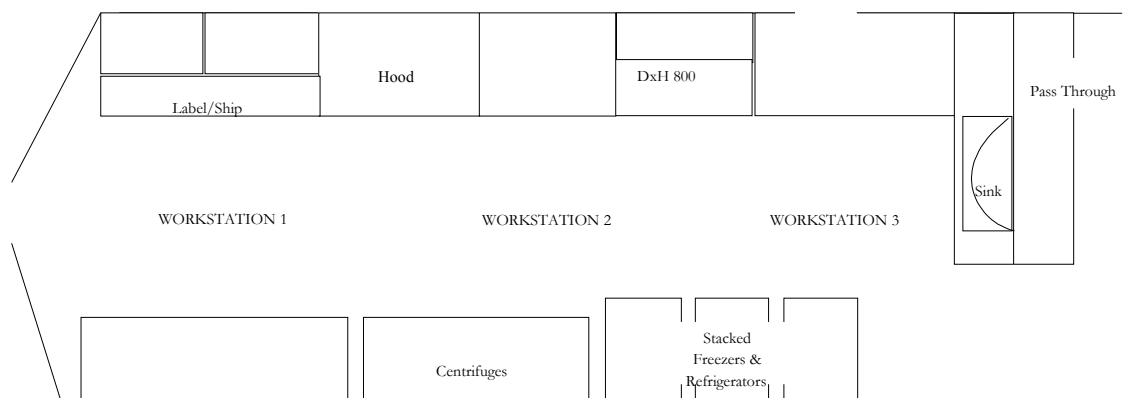 Hood
DxH 800
Label/Ship
Pass Through
Sink
WORKSTATION 1
WORKSTATION 2
WORKSTATION 3
Centrifuges
Stacked
Freezers &
Refrigerators